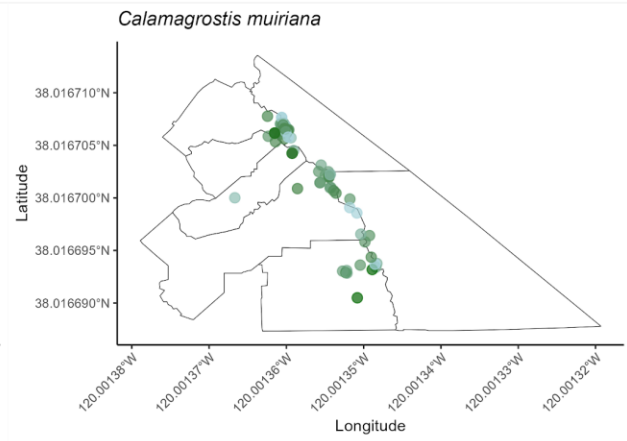 Calamagrostis muiriana
Latitude
38.016710°N
38.016705°N
38.016700°N
38.016695°N
38.016690°N
120.00138°W
120.00137°W
120.00136°W
120.00135°W
120.00134°W
120.00133°W
120.00132°W
Longitude